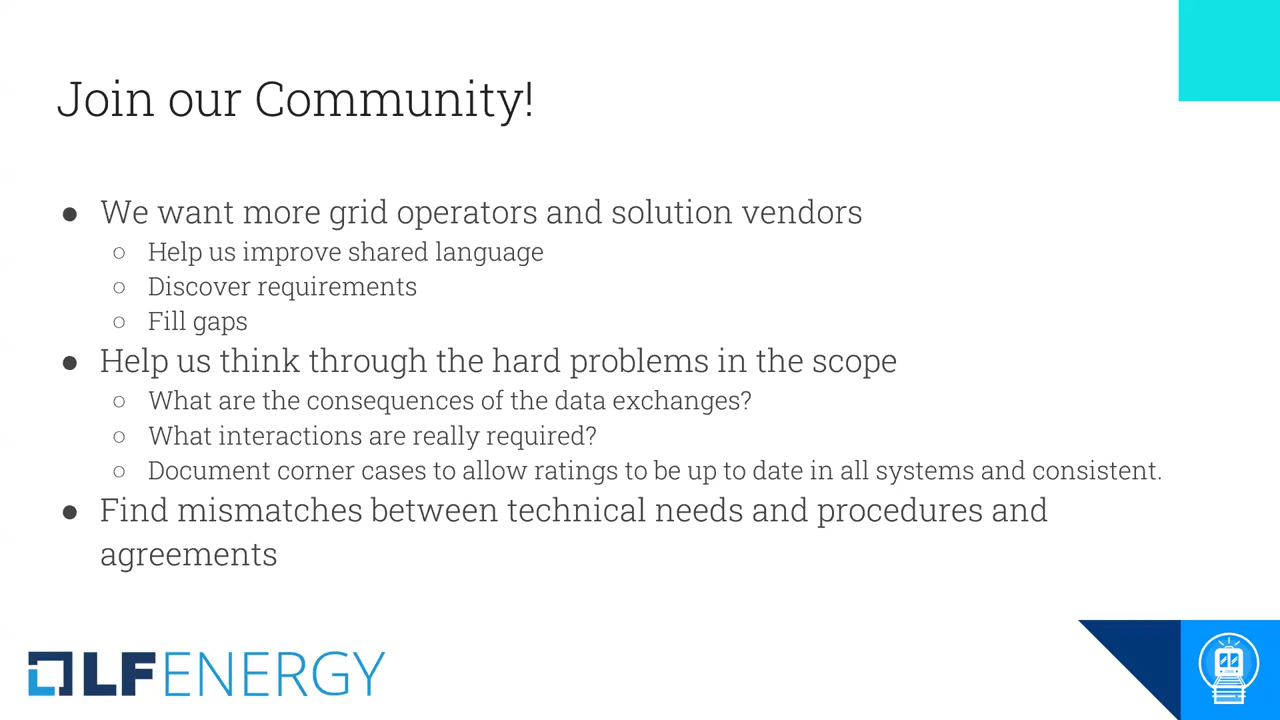 Join our Community!
● We want more grid operators and solution vendors
○ Help us improve shared language
○ Discover requirements
○ Fill gaps
● Help us think through the hard problems in the scope
○ What are the consequences of the data exchanges?
○ What interactions are really required?
○ Document corner cases to allow ratings to be up to date in all systems and consistent.
● Find mismatches between technical needs and procedures and
agreements
LF ENERGY